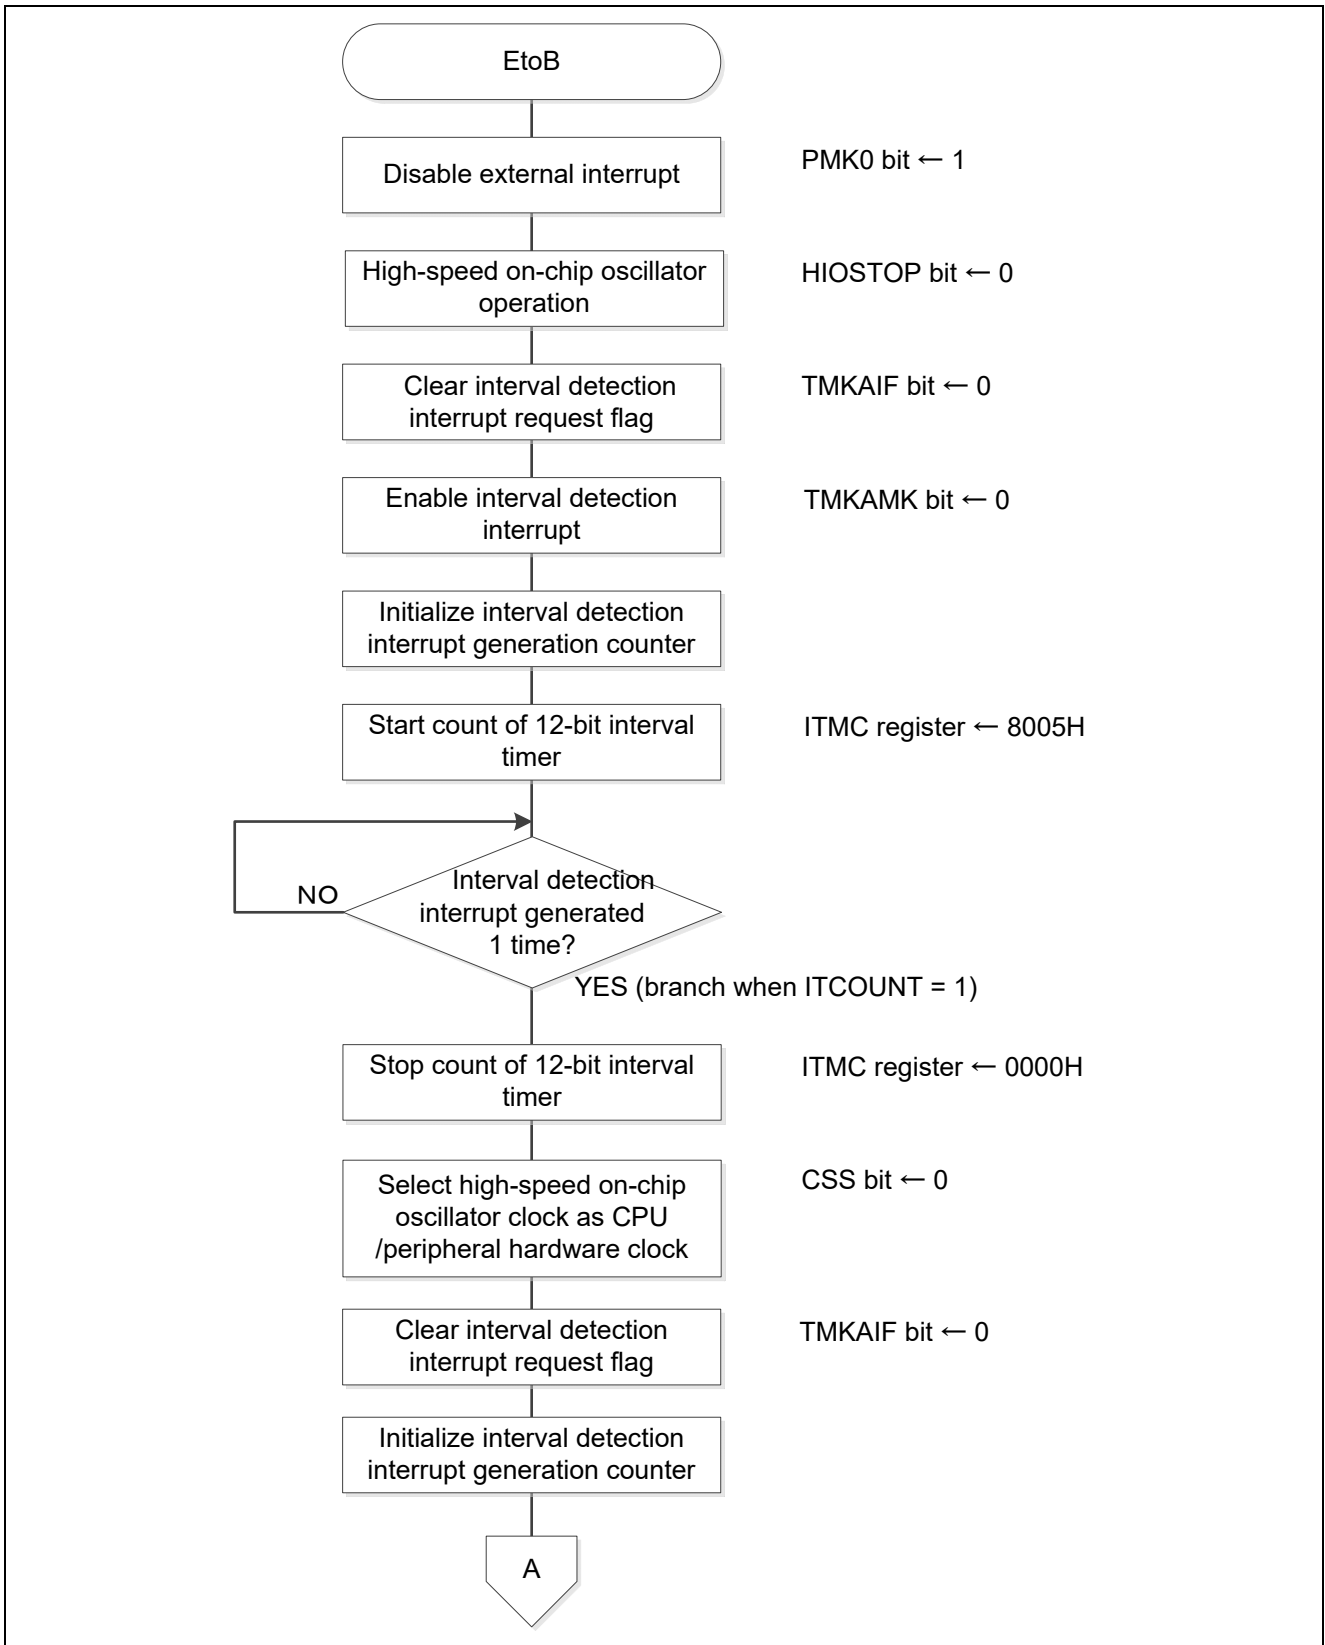 EtoB
Disable external interrupt
PMK0 bit ← 1
High-speed on-chip oscillator
operation
HIOSTOP bit ← 0
Clear interval detection
interrupt request flag
TMKAIF bit ← 0
Enable interval detection
interrupt
TMKAMK bit ← 0
Initialize interval detection
interrupt generation counter
Start count of 12-bit interval
timer
ITMC register ← 8005H
Interval detection
interrupt generated
1 time?
NO
YES (branch when ITCOUNT = 1)
Stop count of 12-bit interval
timer
ITMC register ← 0000H
Select high-speed on-chip
oscillator clock as CPU
/peripheral hardware clock
CSS bit ← 0
Clear interval detection
interrupt request flag
TMKAIF bit ← 0
Initialize interval detection
interrupt generation counter
A